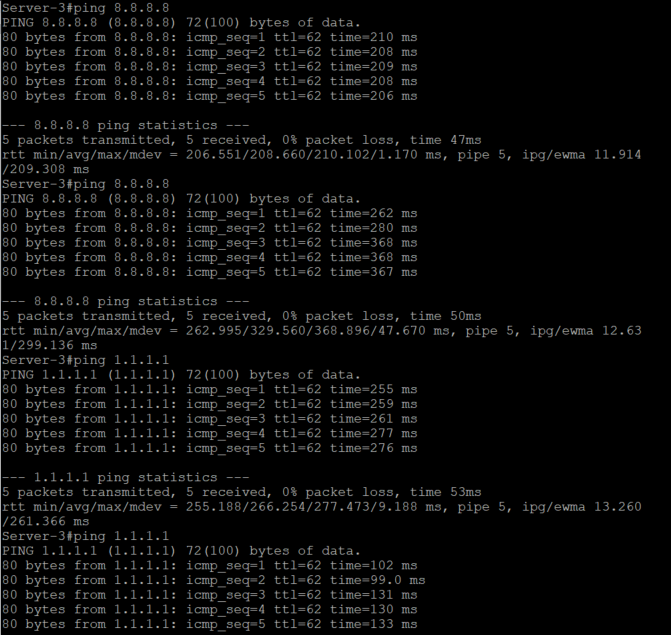 Server-3#ping 8.8.8.8
PING 8.8.8.8 (8.8.8.8) 72(100) bytes of data.
80 bytes from 8.8.8.8: icmp_seq=1 ttl=62 time=210 ms
80 bytes from 8.8.8.8: icmp_seq=2 ttl=62 time=208 ms
80 bytes from 8.8.8.8: icmp_seq=3 ttl=62 time=209 ms
80 bytes from 8.8.8.8: icmp_seq=4 ttl=62 time=208 ms
80 bytes from 8.8.8.8: icmp_seq=5 ttl=62 time=206 ms

--- 8.8.8.8 ping statistics ---
5 packets transmitted, 5 received, 0% packet loss, time 47ms
rtt min/avg/max/mdev = 206.551/208.660/210.102/1.170 ms, pipe 5, ipg/ewma 11.914
/209.308 ms
Server-3#ping 8.8.8.8
PING 8.8.8.8 (8.8.8.8) 72(100) bytes of data.
80 bytes from 8.8.8.8: icmp_seq=1 ttl=62 time=262 ms
80 bytes from 8.8.8.8: icmp_seq=2 ttl=62 time=280 ms
80 bytes from 8.8.8.8: icmp_seq=3 ttl=62 time=368 ms
80 bytes from 8.8.8.8: icmp_seq=4 ttl=62 time=368 ms
80 bytes from 8.8.8.8: icmp_seq=5 ttl=62 time=367 ms

--- 8.8.8.8 ping statistics ---
5 packets transmitted, 5 received, 0% packet loss, time 50ms
rtt min/avg/max/mdev = 262.995/329.560/368.896/47.670 ms, pipe 5, ipg/ewma 12.63
1/299.136 ms
Server-3#ping 1.1.1.1
PING 1.1.1.1 (1.1.1.1) 72(100) bytes of data.
80 bytes from 1.1.1.1: icmp_seq=1 ttl=62 time=255 ms
80 bytes from 1.1.1.1: icmp_seq=2 ttl=62 time=259 ms
80 bytes from 1.1.1.1: icmp_seq=3 ttl=62 time=261 ms
80 bytes from 1.1.1.1: icmp_seq=4 ttl=62 time=277 ms
80 bytes from 1.1.1.1: icmp_seq=5 ttl=62 time=276 ms

--- 1.1.1.1 ping statistics ---
5 packets transmitted, 5 received, 0% packet loss, time 53ms
rtt min/avg/max/mdev = 255.188/266.254/277.473/9.188 ms, pipe 5, ipg/ewma 13.260
/261.366 ms
Server-3#ping 1.1.1.1
PING 1.1.1.1 (1.1.1.1) 72(100) bytes of data.
80 bytes from 1.1.1.1: icmp_seq=1 ttl=62 time=102 ms
80 bytes from 1.1.1.1: icmp_seq=2 ttl=62 time=99.0 ms
80 bytes from 1.1.1.1: icmp_seq=3 ttl=62 time=131 ms
80 bytes from 1.1.1.1: icmp_seq=4 ttl=62 time=130 ms
80 bytes from 1.1.1.1: icmp_seq=5 ttl=62 time=133 ms